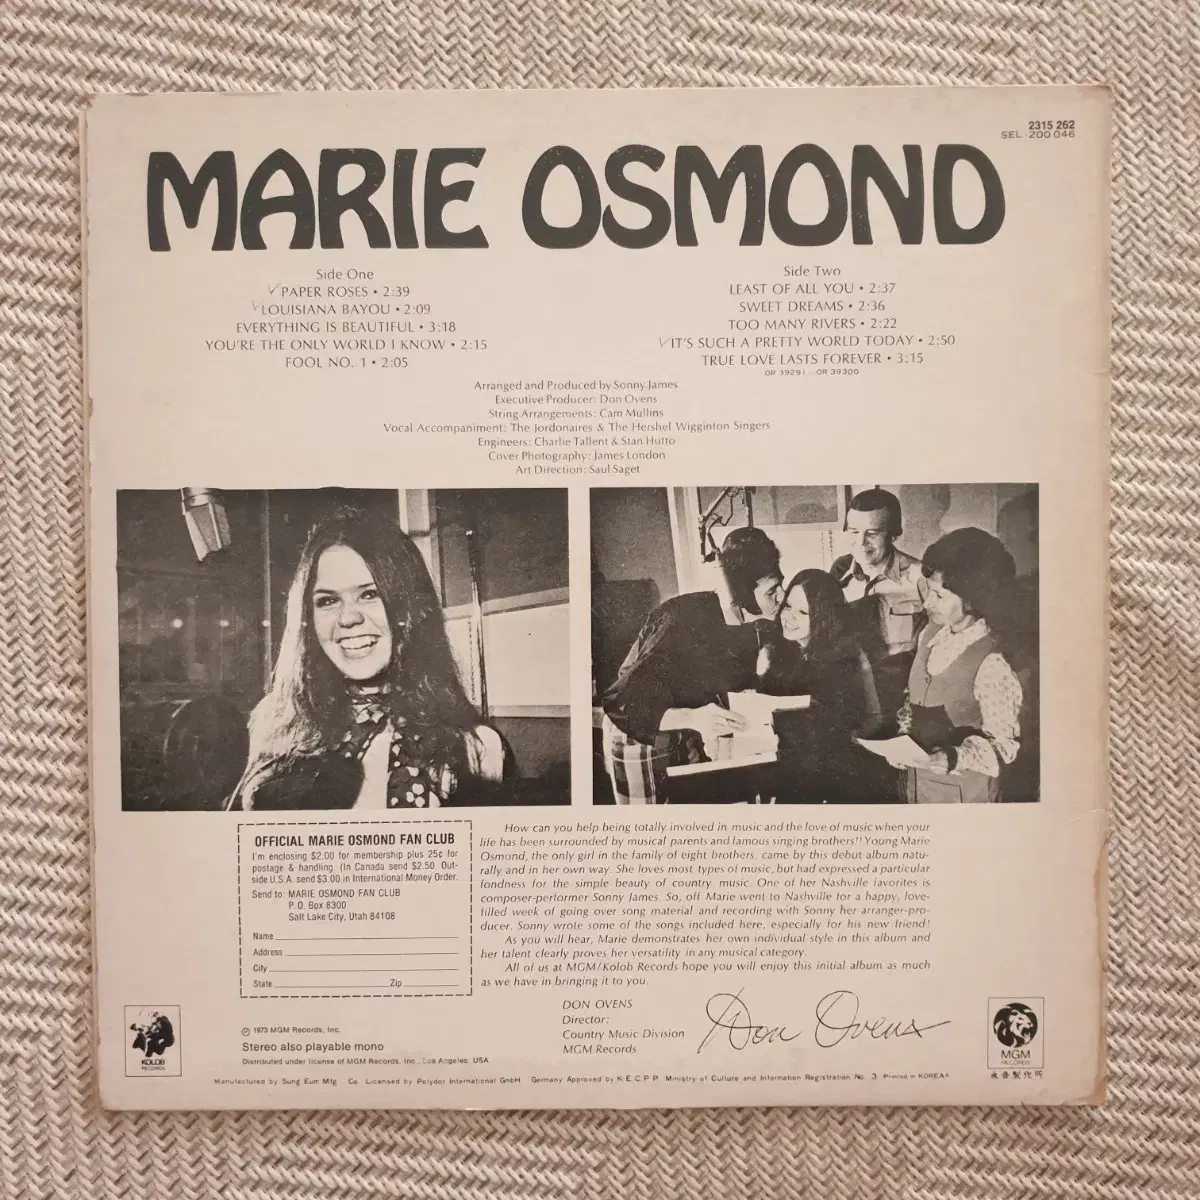 2315 262
SEL-200 046
MARIE OSMOND
Side One
PAPER ROSES • 2:39
LOUISIANA BAYOU • 2:09
EVERYTHING IS BEAUTIFUL • 3:18
YOU'RE THE ONLY WORLD I KNOW • 2:15
FOOL NO. 1 • 2:05
Side Two
LEAST OF ALL YOU • 2:37
SWEET DREAMS • 2:36
TOO MANY RIVERS • 2:22
IT'S SUCH A PRETTY WORLD TODAY • 2:50
TRUE LOVE LASTS FOREVER • 3:15
OR 39291 OR 39300
Arranged and Produced by Sonny James
Executive Producer: Don Ovens
String Arrangements: Cam Mullins
Vocal Accompaniment: The Jordonaires & The Hershel Wigginton Singers
Engineers: Charlie Tallent & Stan Hutto
Cover Photography: James London
Art Direction: Saul Saget
OFFICIAL MARIE OSMOND FAN CLUB
I'm enclosing $2.00 for membership plus 25¢ for
postage & handling (In Canada send $2.50. Out-
side U.S.A. send $3.00 in International Money Order.
Send to: MARIE OSMOND FAN CLUB
P.O. Box 8300
Salt Lake City, Utah 84108
Name
Address
City
State Zip
How can you help being totally involved in music and the love of music when your
life has been surrounded by musical parents and famous singing brothers!! Young Marie
Osmond, the only girl in the family of eight brothers, came by this debut album natu-
rally and in her own way. She loves most types of music, but had expressed a particular
fondness for the simple beauty of country music. One of her Nashville favorites is
composer-performer Sonny James. So, off Marie went to Nashville for a happy, love-
filled week of going over song material and recording with Sonny her arranger-pro-
ducer. Sonny wrote some of the songs included here, especially for his new friend!
As you will hear, Marie demonstrates her own individual style in this album and
her talent clearly proves her versatility in any musical category.
All of us at MGM/Kolob Records hope you will enjoy this initial album as much
as we have in bringing it to you.
DON OVENS
Director:
Country Music Division
MGM Records
Don Ovens
KOLOB
RECORDS
℗ 1973 MGM Records, Inc.
Stereo also playable mono
Distributed under license of MGM Records, Inc., Los Angeles, USA
MGM
RECORDS
Manufactured by Sung Eum Mfg. Co. Licensed by Polydor International GmbH Germany Approved by K.E.C.P.P. Ministry of Culture and Information Registration No. 3 Printed in KOREA